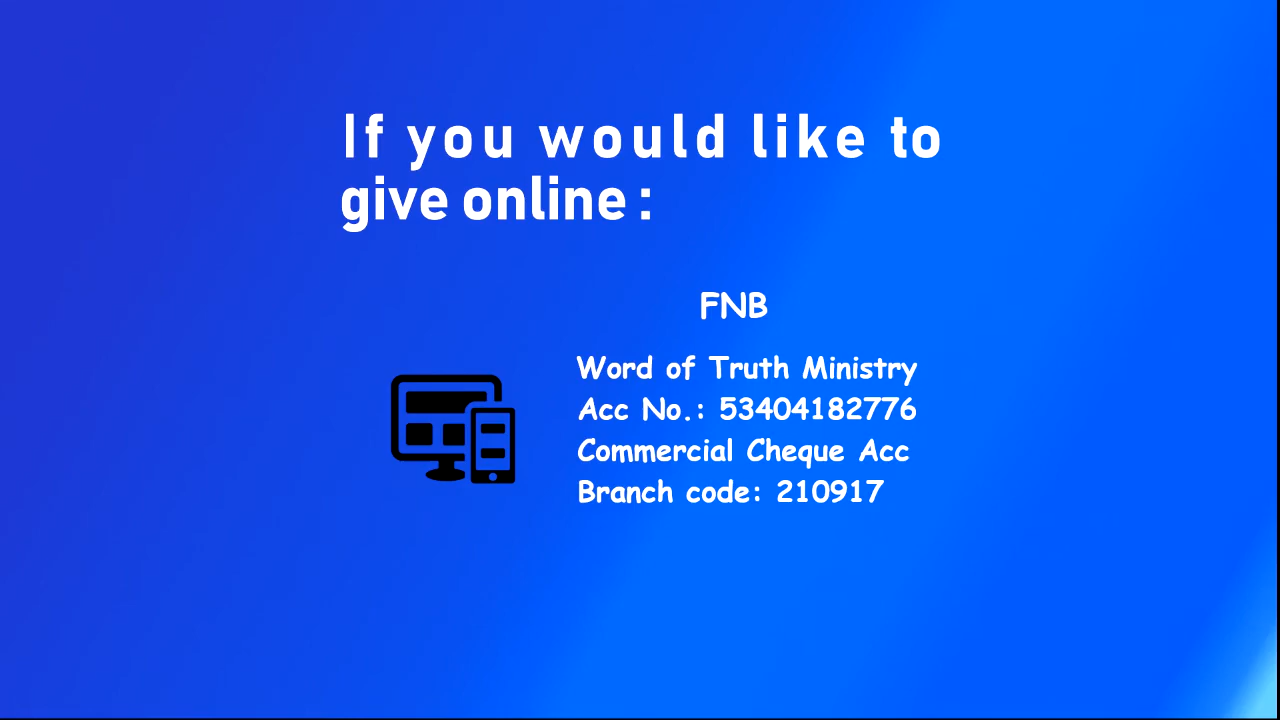 If you would like to
give online :
FNB
Word of Truth Ministry
Acc No.: 53404182776
Commercial Cheque Acc
Branch code: 210917